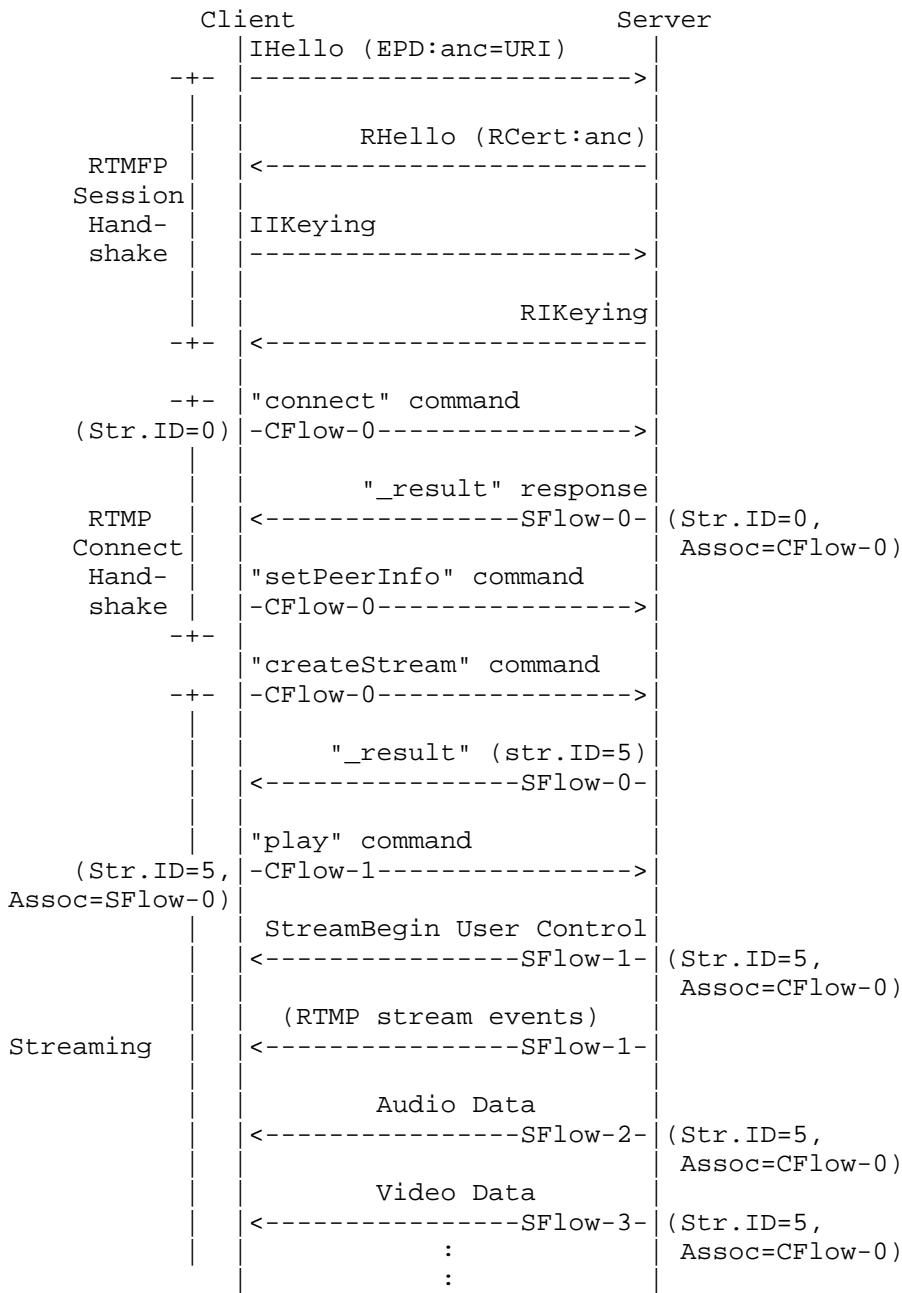 Client                       Server
IHello (EPD:anc=URI)
-+- |------------------------>|
RHello (RCert:anc)
RTMFP |<------------------------
Session
Hand- IIKeying
shake |------------------------>|
RIKeying
-+- |<------------------------
-+- "connect" command
(Str.ID=0) -CFlow-0---------------->
"_result" response
RTMP <----------------SFlow-0- (Str.ID=0,
Connect Assoc=CFlow-0)
Hand- "setPeerInfo" command
shake -CFlow-0---------------->
-+-
"createStream" command
-+- -CFlow-0---------------->
"_result" (str.ID=5)
<----------------SFlow-0-
"play" command
(Str.ID=5, -CFlow-1---------------->
Assoc=SFlow-0)
StreamBegin User Control
<----------------SFlow-1- (Str.ID=5,
Assoc=CFlow-0)
(RTMP stream events)
Streaming <----------------SFlow-1-
Audio Data
<----------------SFlow-2- (Str.ID=5,
Assoc=CFlow-0)
Video Data
<----------------SFlow-3- (Str.ID=5,
: Assoc=CFlow-0)
: